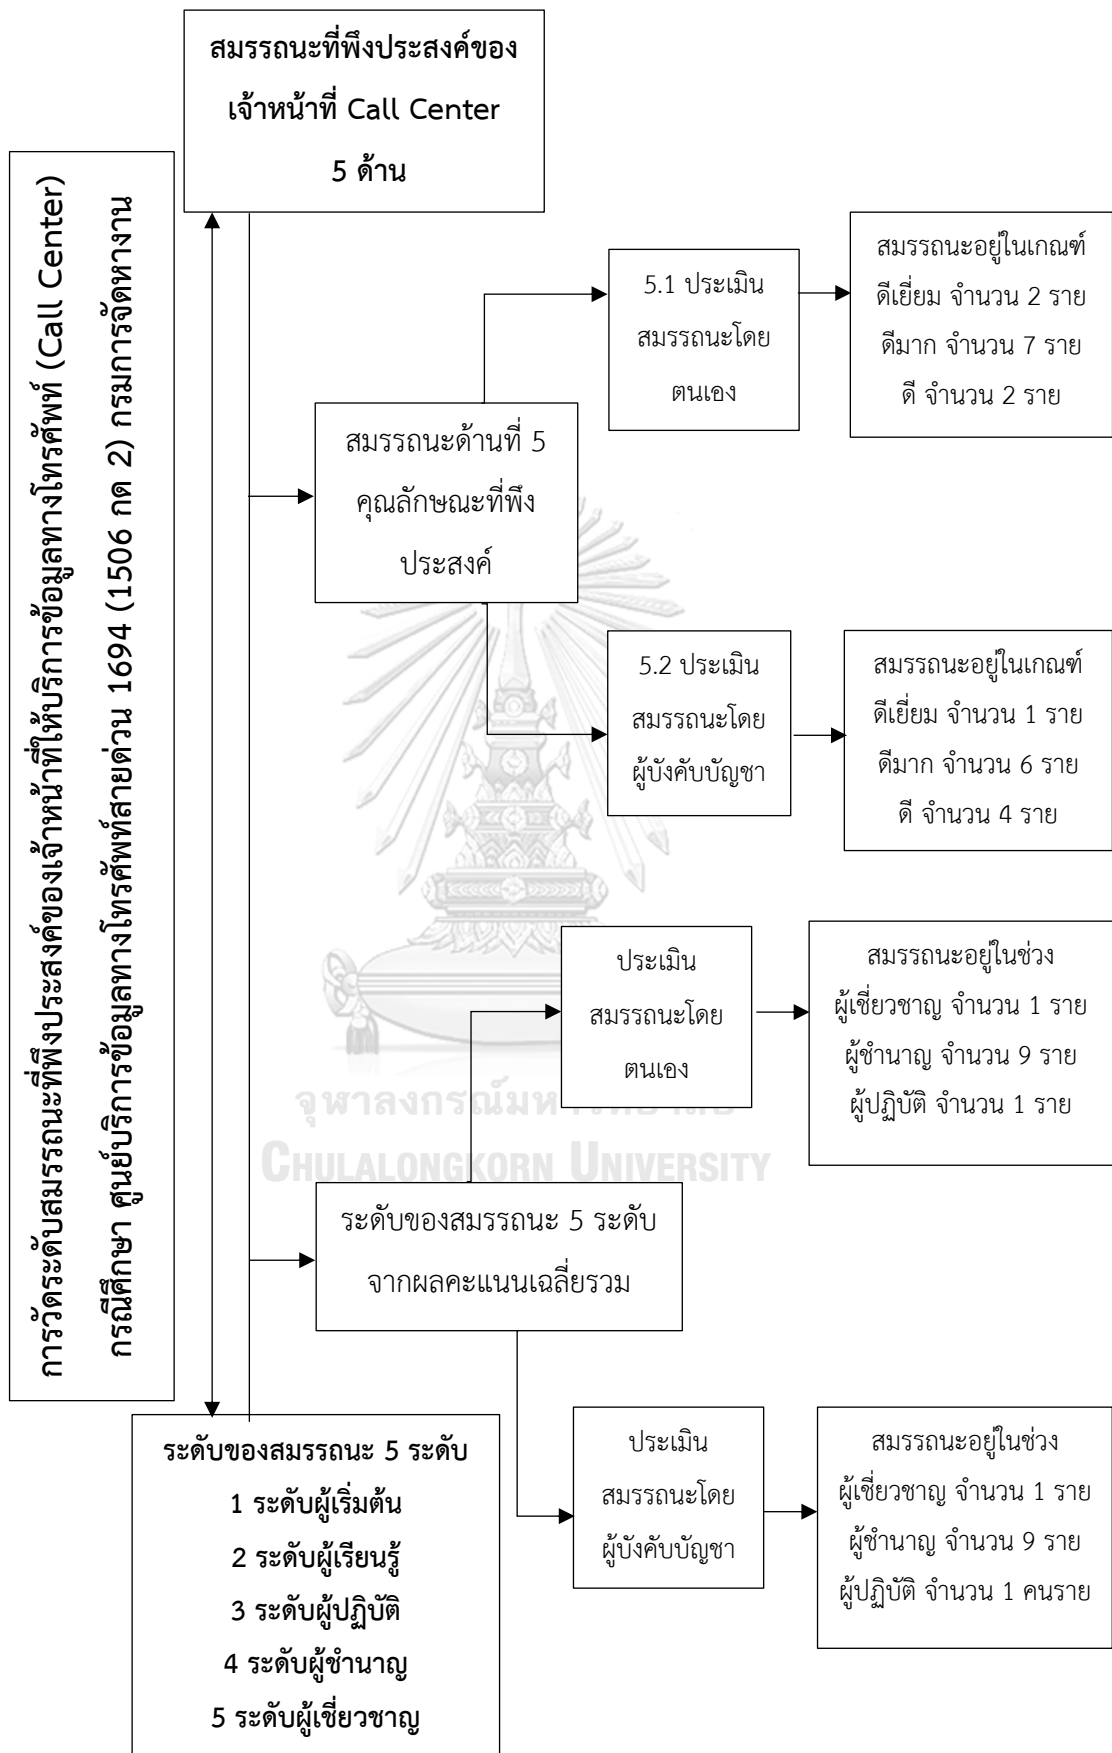 สมรรถนะที่พึงประสงค์ของ
เจ้าหน้าที่ Call Center
5 ด้าน
การวัดระดับสมรรถนะที่พึงประสงค์ของเจ้าหน้าที่ให้บริการข้อมูลทางโทรศัพท์ (Call Center)
กรณีศึกษา ศูนย์บริการข้อมูลทางโทรศัพท์สายด่วน 1694 (1506 กด 2) กรมการจัดหางาน
สมรรถนะด้านที่ 5
คุณลักษณะที่พึง
ประสงค์
5.1 ประเมิน
สมรรถนะโดย
ตนเอง
สมรรถนะอยู่ในเกณฑ์
ดีเยี่ยม จำนวน 2 ราย
ดีมาก จำนวน 7 ราย
ดี จำนวน 2 ราย
5.2 ประเมิน
สมรรถนะโดย
ผู้บังคับบัญชา
สมรรถนะอยู่ในเกณฑ์
ดีเยี่ยม จำนวน 1 ราย
ดีมาก จำนวน 6 ราย
ดี จำนวน 4 ราย
ประเมิน
สมรรถนะโดย
ตนเอง
สมรรถนะอยู่ในช่วง
ผู้เชี่ยวชาญ จำนวน 1 ราย
ผู้ชำนาญ จำนวน 9 ราย
ผู้ปฏิบัติ จำนวน 1 ราย
CHULALONGKORN UNIVERSITY
ระดับของสมรรถนะ 5 ระดับ
จากผลคะแนนเฉลี่ยรวม
ประเมิน
สมรรถนะโดย
ผู้บังคับบัญชา
สมรรถนะอยู่ในช่วง
ผู้เชี่ยวชาญ จำนวน 1 ราย
ผู้ชำนาญ จำนวน 9 ราย
ผู้ปฏิบัติ จำนวน 1 คนราย
ระดับของสมรรถนะ 5 ระดับ
1 ระดับผู้เริ่มต้น
2 ระดับผู้เรียนรู้
3 ระดับผู้ปฏิบัติ
4 ระดับผู้ชำนาญ
5 ระดับผู้เชี่ยวชาญ